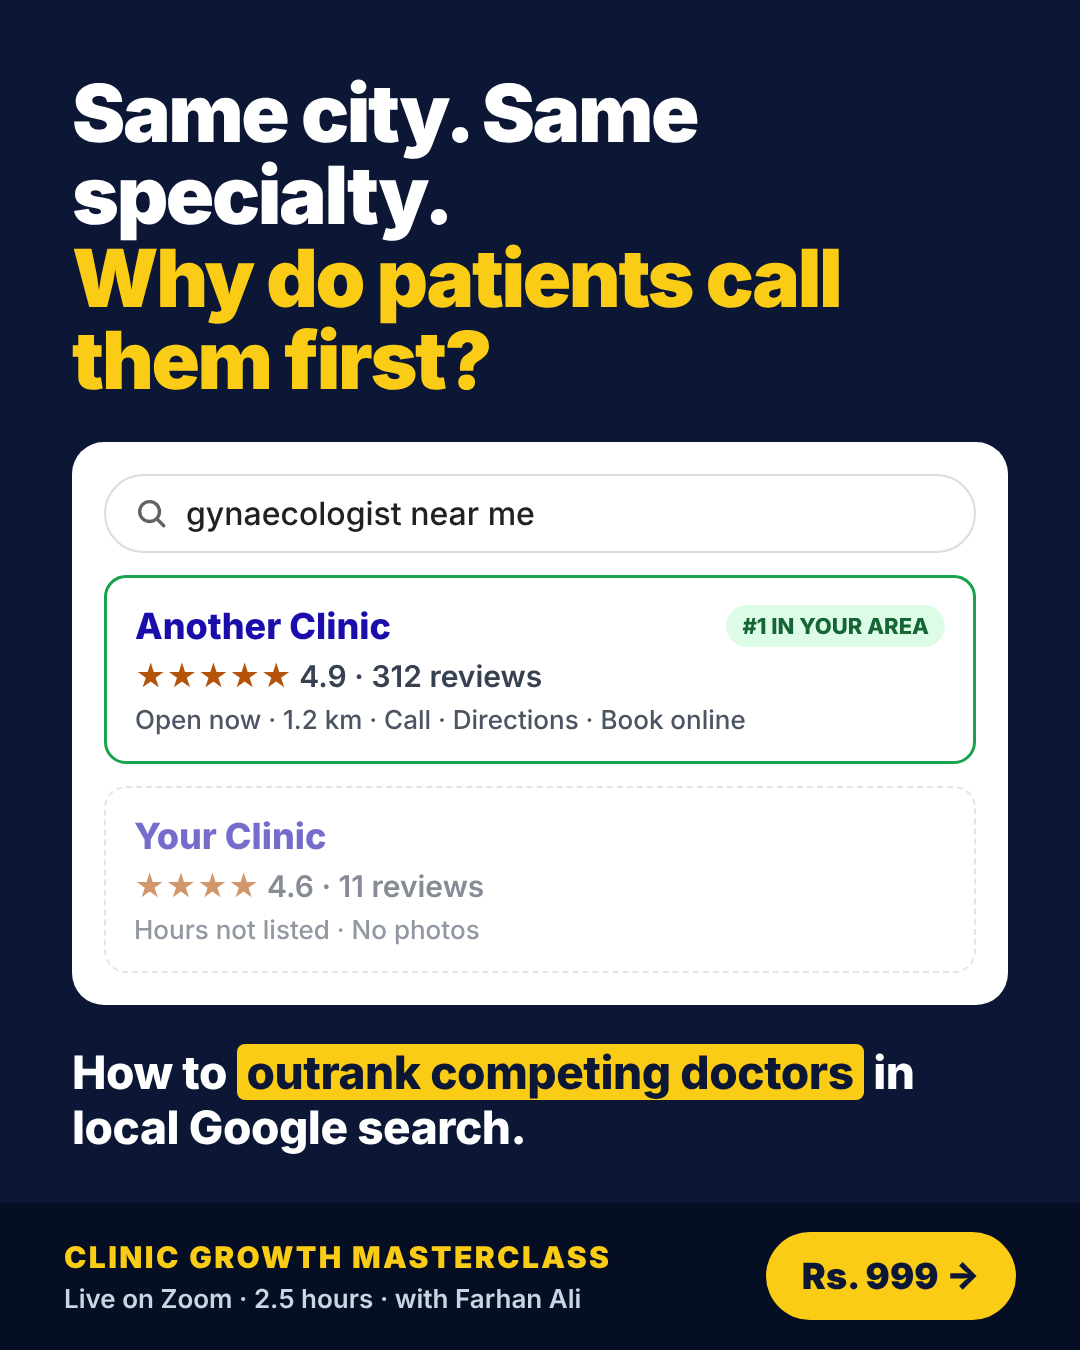 Same city. Same
specialty.
Why do patients call
them first?
gynaecologist near me
Another Clinic
#1 IN YOUR AREA
★★★★★ 4.9 · 312 reviews
Open now · 1.2 km · Call · Directions · Book online
Your Clinic
★★★★ 4.6 · 11 reviews
Hours not listed · No photos
How to outrank competing doctors in
local Google search.
CLINIC GROWTH MASTERCLASS
Live on Zoom · 2.5 hours · with Farhan Ali
Rs. 999 →